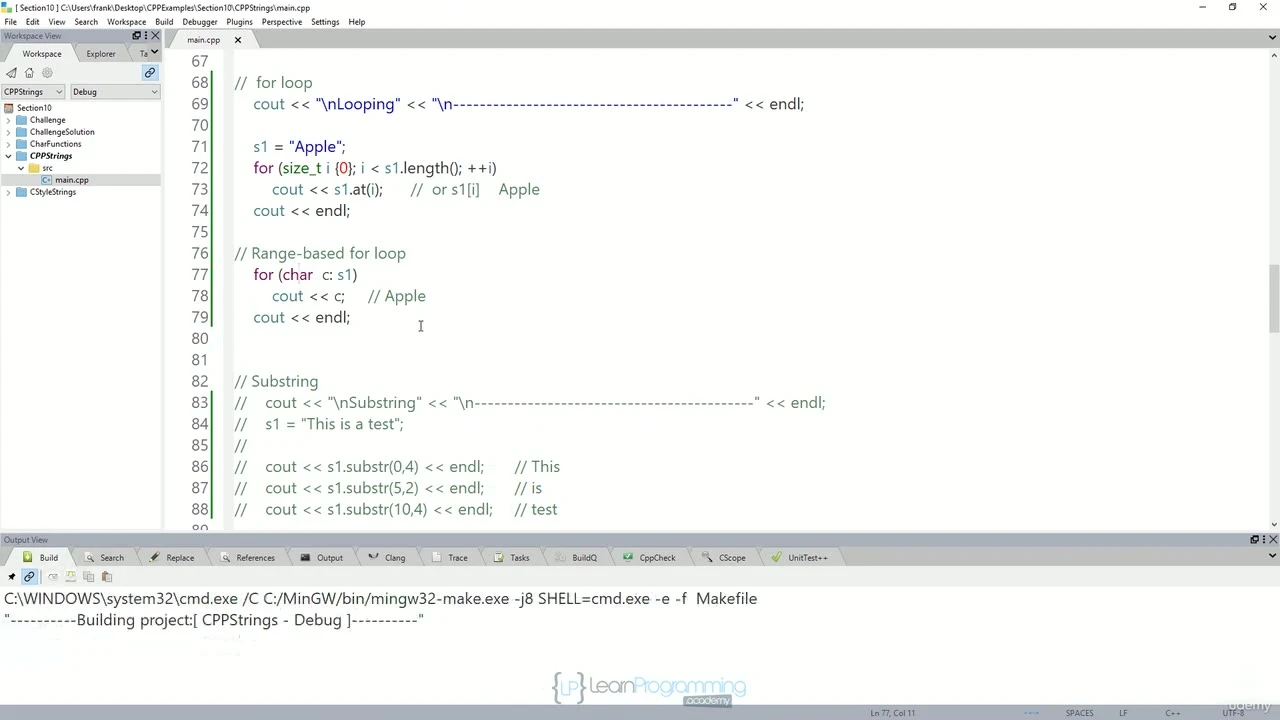 [ Section10 ] C:\Users\frank\Desktop\CPPExamples\Section10\CPPStrings\main.cpp
File Edit View Search Workspace Build Debugger Plugins Perspective Settings Help
Workspace View
main.cpp
Workspace Explorer Ta
CPPStrings Debug
Section10
Challenge
ChallengeSolution
CharFunctions
CPPStrings
src
main.cpp
CStyleStrings
67
68 // for loop
69 cout << "\nLooping" << "\n------------------------------------------" << endl;
70
71 s1 = "Apple";
72 for (size_t i {0}; i < s1.length(); ++i)
73 cout << s1.at(i); // or s1[i] Apple
74 cout << endl;
75
76 // Range-based for loop
77 for (char c: s1)
78 cout << c; // Apple
79 cout << endl;
80
81
82 // Substring
83 // cout << "\nSubstring" << "\n------------------------------------------" << endl;
84 // s1 = "This is a test";
85 //
86 // cout << s1.substr(0,4) << endl; // This
87 // cout << s1.substr(5,2) << endl; // is
88 // cout << s1.substr(10,4) << endl; // test
89
Output View
Build Search Replace References Output Clang Trace Tasks BuildQ CppCheck CScope UnitTest++
C:\WINDOWS\system32\cmd.exe /C C:/MinGW/bin/mingw32-make.exe -j8 SHELL=cmd.exe -e -f Makefile
"----------Building project:[ CPPStrings - Debug ]----------"
{LP} LearnProgramming
academy
Ln 77, Col 11 SPACES LF C++ UTF-8
udemy